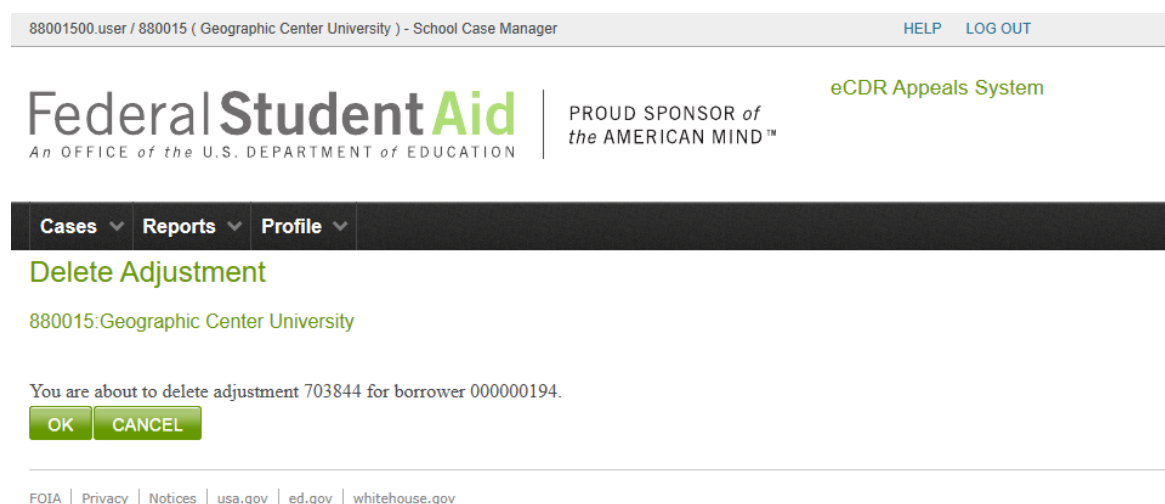 88001500.user / 880015 ( Geographic Center University ) - School Case Manager HELP LOG OUT
eCDR Appeals System
Federal Student Aid
An OFFICE of the U.S. DEPARTMENT of EDUCATION
PROUD SPONSOR of
the AMERICAN MIND™
Cases Reports Profile
Delete Adjustment
880015:Geographic Center University
You are about to delete adjustment 703844 for borrower 000000194.
OK CANCEL
FOIA | Privacy | Notices | usa.gov | ed.gov | whitehouse.gov